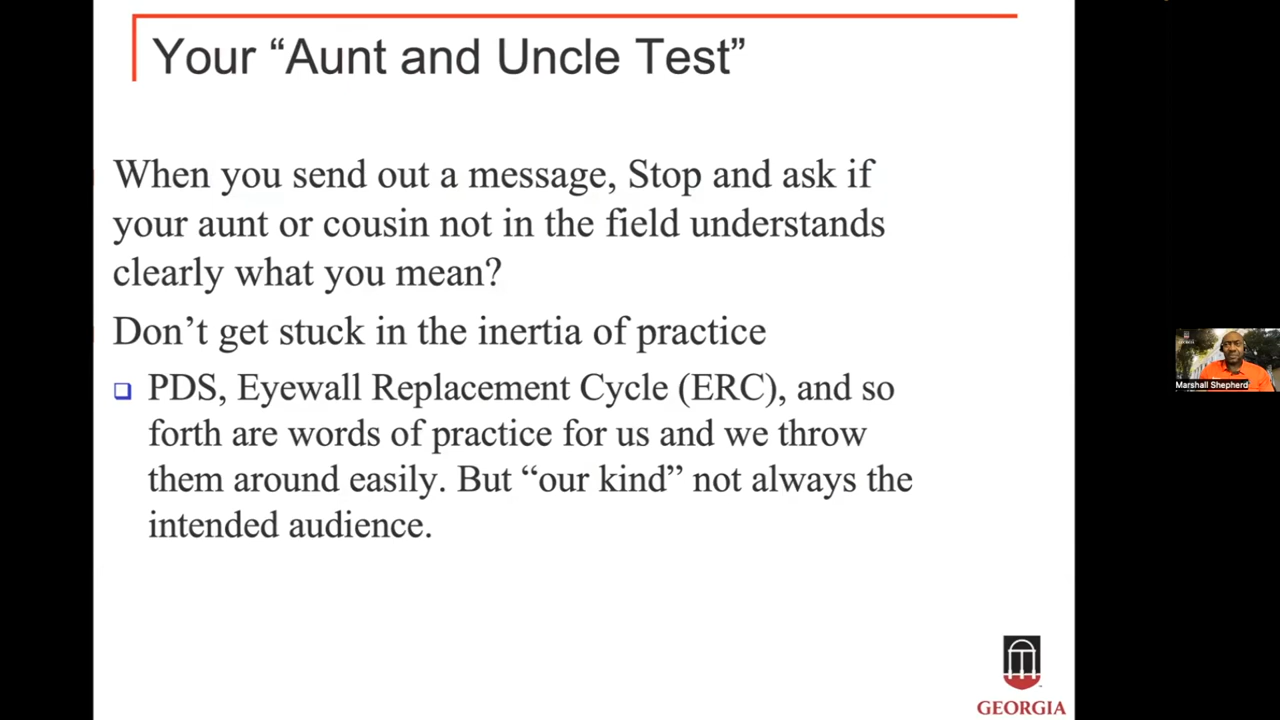 Your “Aunt and Uncle Test”
When you send out a message, Stop and ask if
your aunt or cousin not in the field understands
clearly what you mean?
Don’t get stuck in the inertia of practice
PDS, Eyewall Replacement Cycle (ERC), and so
forth are words of practice for us and we throw
them around easily. But “our kind” not always the
intended audience.
Marshall Shepherd
GEORGIA